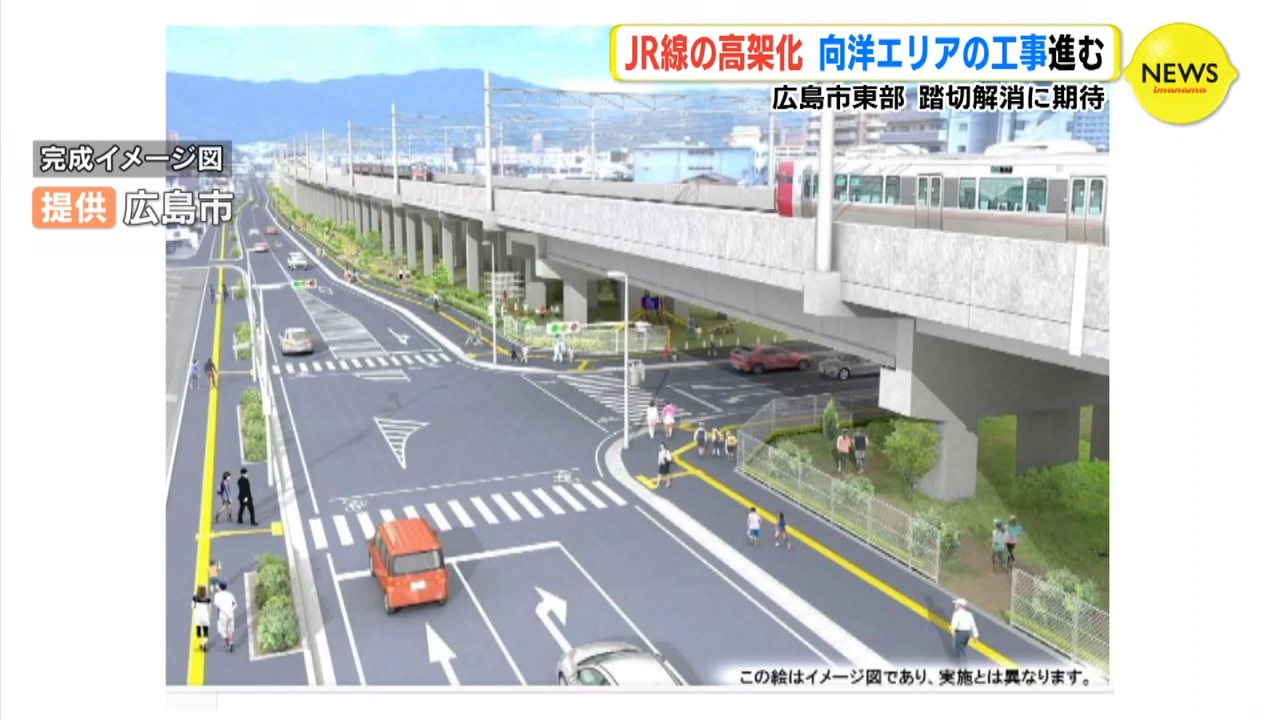 JR線の高架化 向洋エリアの工事進む
広島市東部 踏切解消に期待
NEWS
imanama
完成イメージ図
提供 広島市
この絵はイメージ図であり、実施とは異なります。